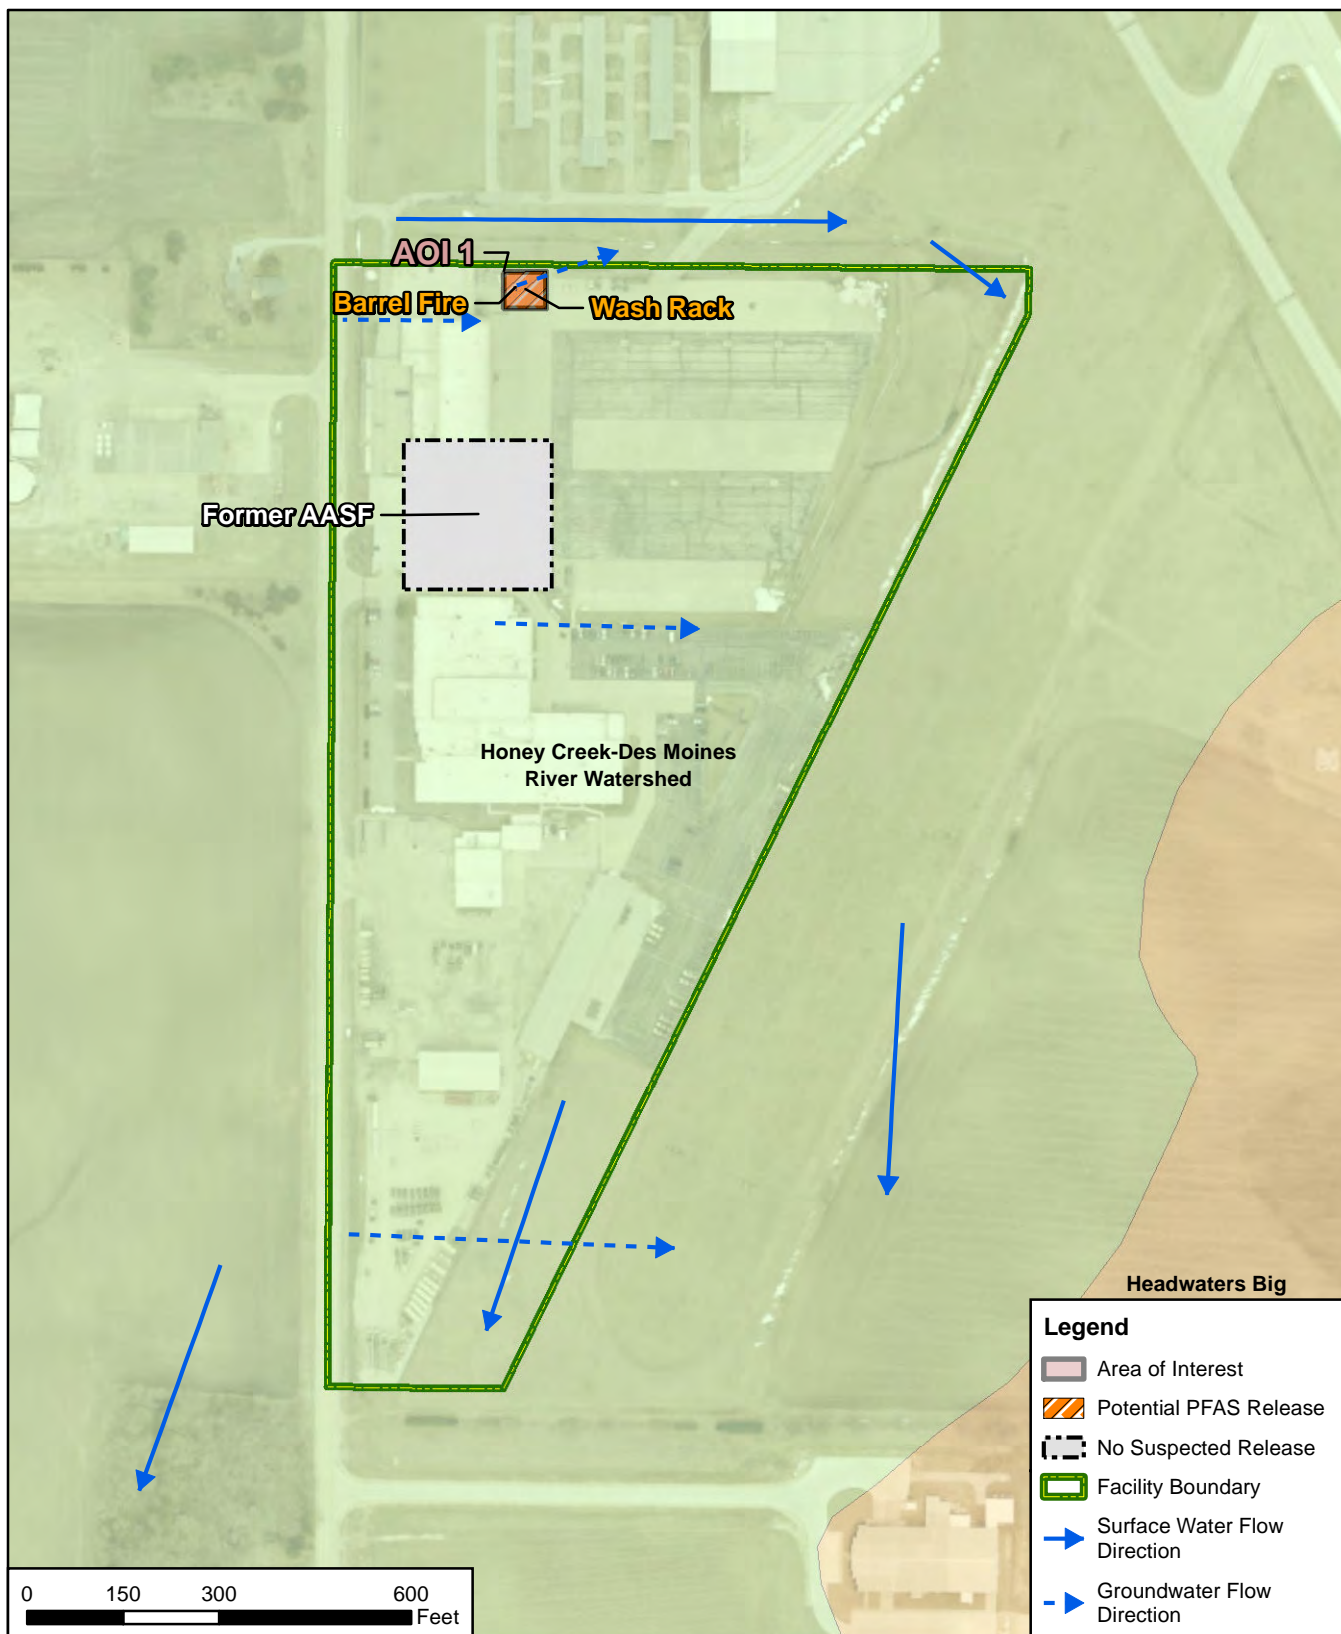 AOI 1
Barrel Fire
Wash Rack
Former AASF
Honey Creek-Des Moines
River Watershed
Headwaters Big
Legend
Area of Interest
Potential PFAS Release
No Suspected Release
Facility Boundary
Surface Water Flow
Direction
Groundwater Flow
Direction
0 150 300 600
Feet